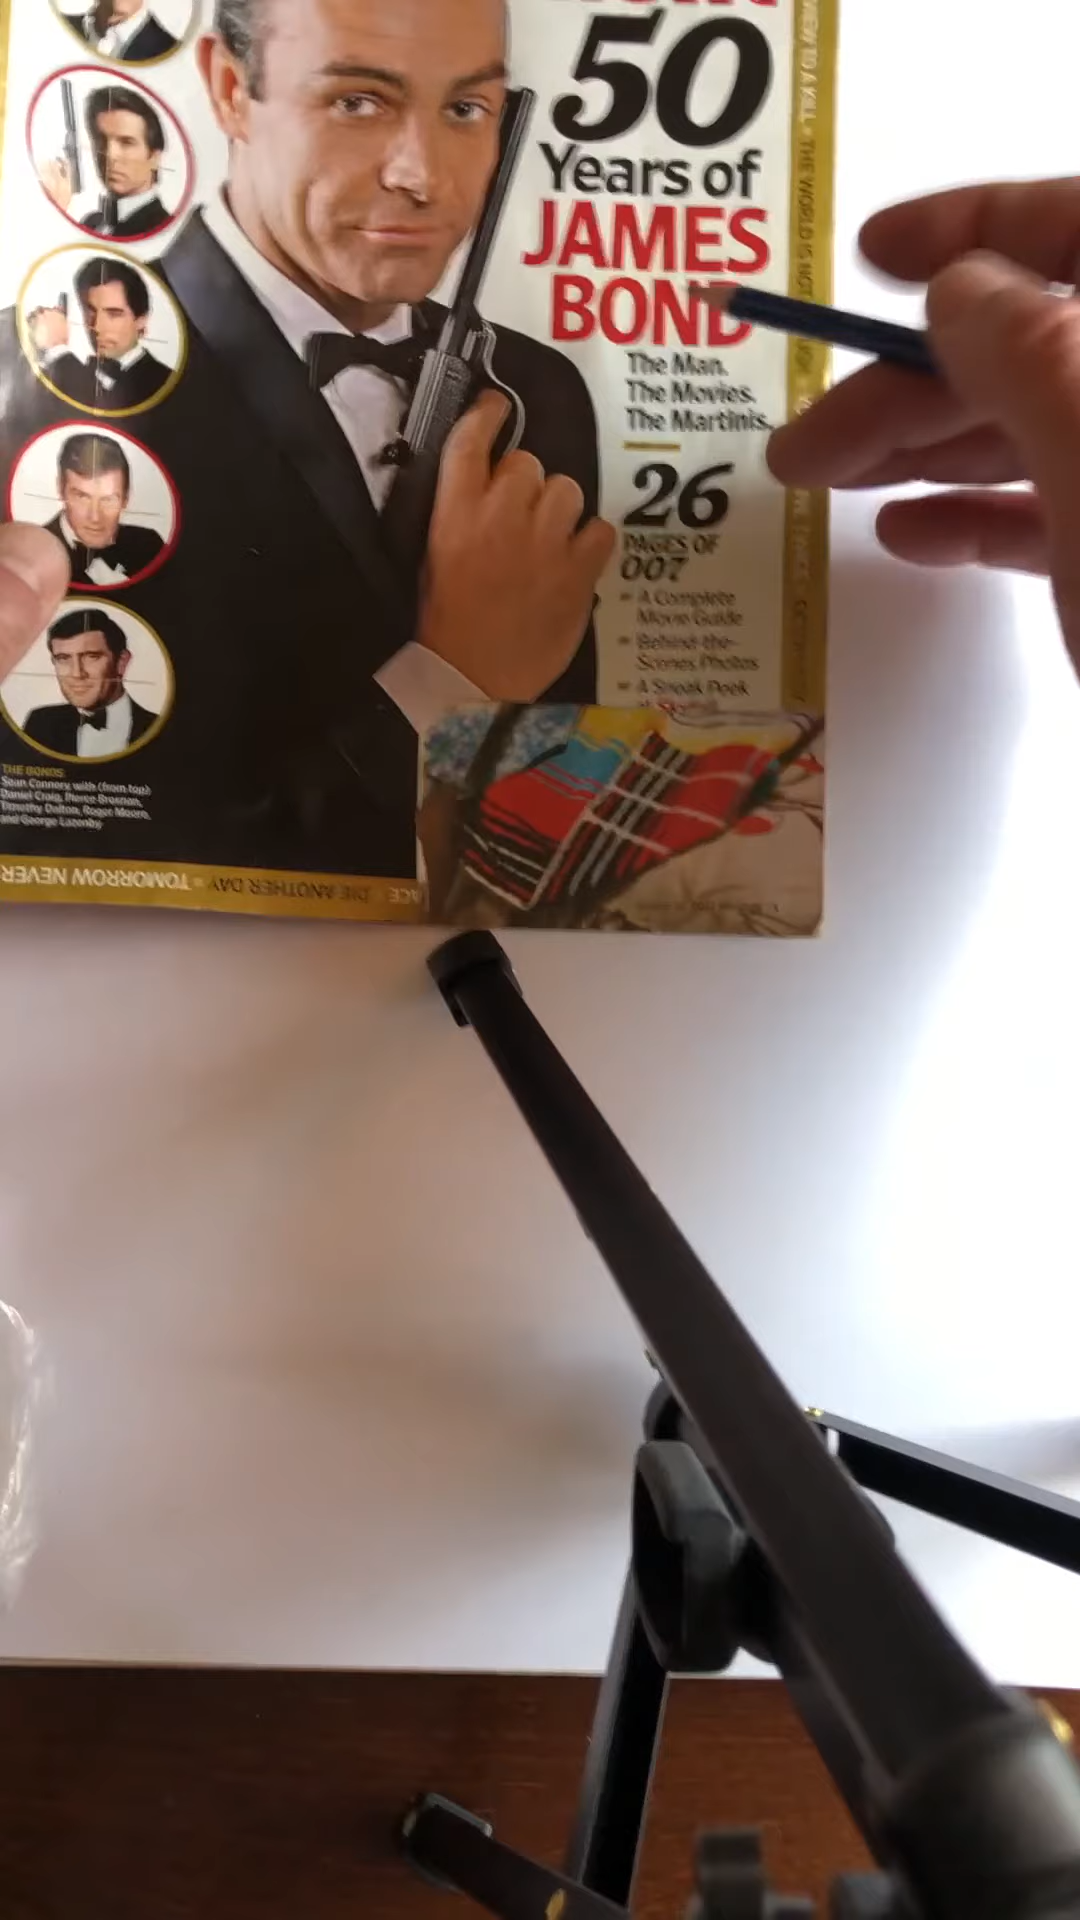 50
Years of
JAMES
BOND
The Man.
The Movies.
The Martinis.
26
PAGES OF
007
A Complete
Movie Guide
Behind-the-
Scenes Photos
A Sneak Peek
at Skyfall
THE BONDS
Sean Connery with (from top)
Daniel Craig, Pierce Brosnan,
Timothy Dalton, Roger Moore,
and George Lazenby
VIEW TO A KILL • THE WORLD IS NOT
DIE ANOTHER DAY • TOMORROW NEVER